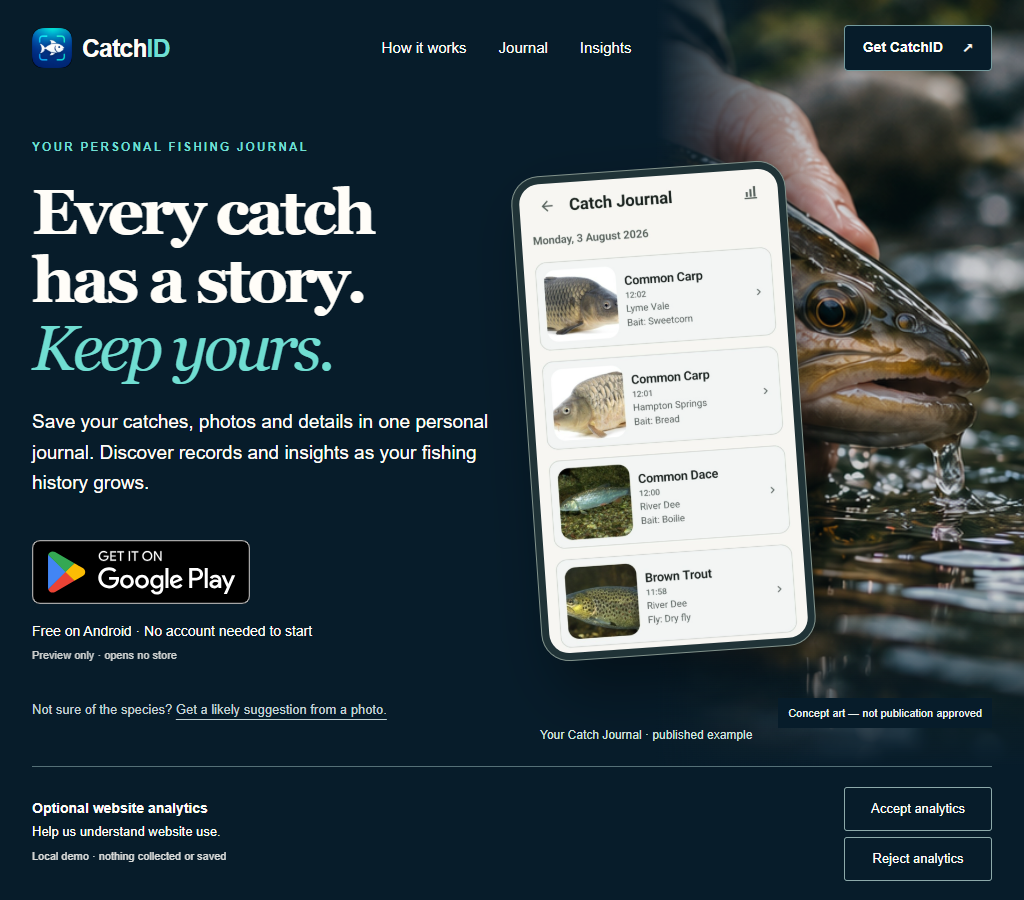 CatchID
How it works
Journal
Insights
Get CatchID ↗
YOUR PERSONAL FISHING JOURNAL
Every catch
has a story.
Keep yours.
Save your catches, photos and details in one personal
journal. Discover records and insights as your fishing
history grows.
GET IT ON
Google Play
Free on Android · No account needed to start
Preview only · opens no store
Not sure of the species? Get a likely suggestion from a photo.
← Catch Journal
Monday, 3 August 2026
Common Carp
12:02
Lyme Vale
Bait: Sweetcorn
Common Carp
12:01
Hampton Springs
Bait: Bread
Common Dace
12:00
River Dee
Bait: Boilie
Brown Trout
11:58
River Dee
Fly: Dry fly
Concept art — not publication approved
Your Catch Journal · published example
Optional website analytics
Help us understand website use.
Local demo · nothing collected or saved
Accept analytics
Reject analytics